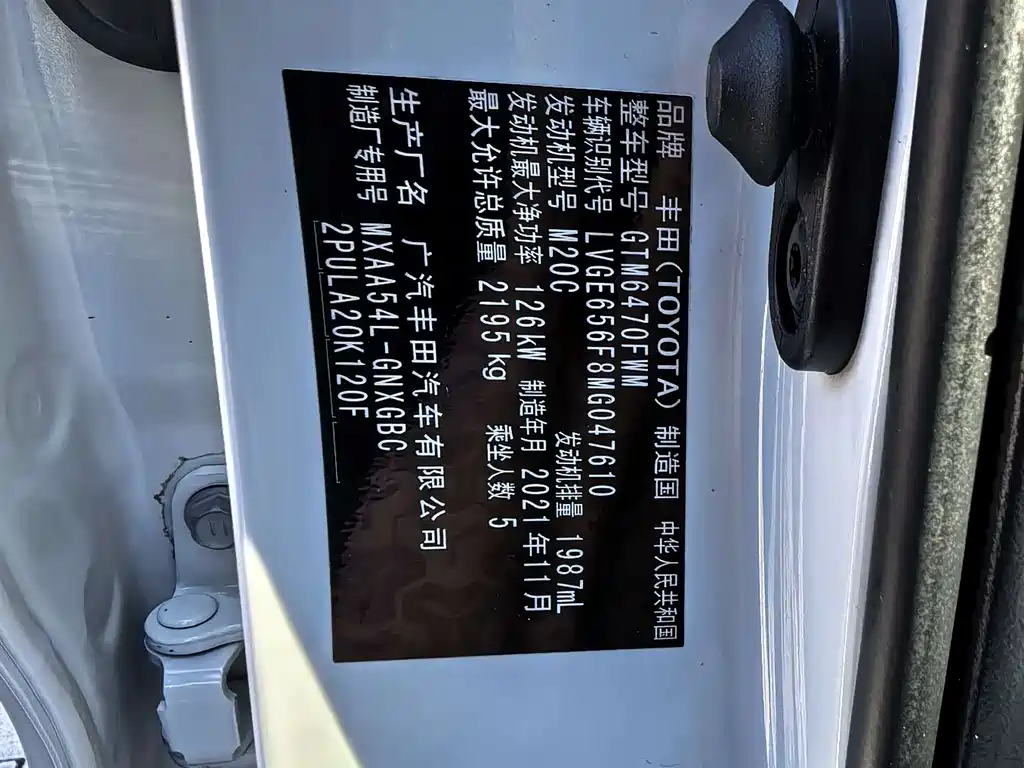 品牌 丰田(TOYOTA) 制造国 中华人民共和国
整车型号 GTM6470FWM
车辆识别代号 LVGE656F8MG047610
发动机型号 M20C 发动机排量 1987mL
发动机最大净功率 126kW 制造年月 2021年11月
最大允许总质量 2195kg 乘坐人数 5
生产厂名 广汽丰田汽车有限公司
制造厂专用号 MXAA54L-GNXGBC
2PULA20K120F